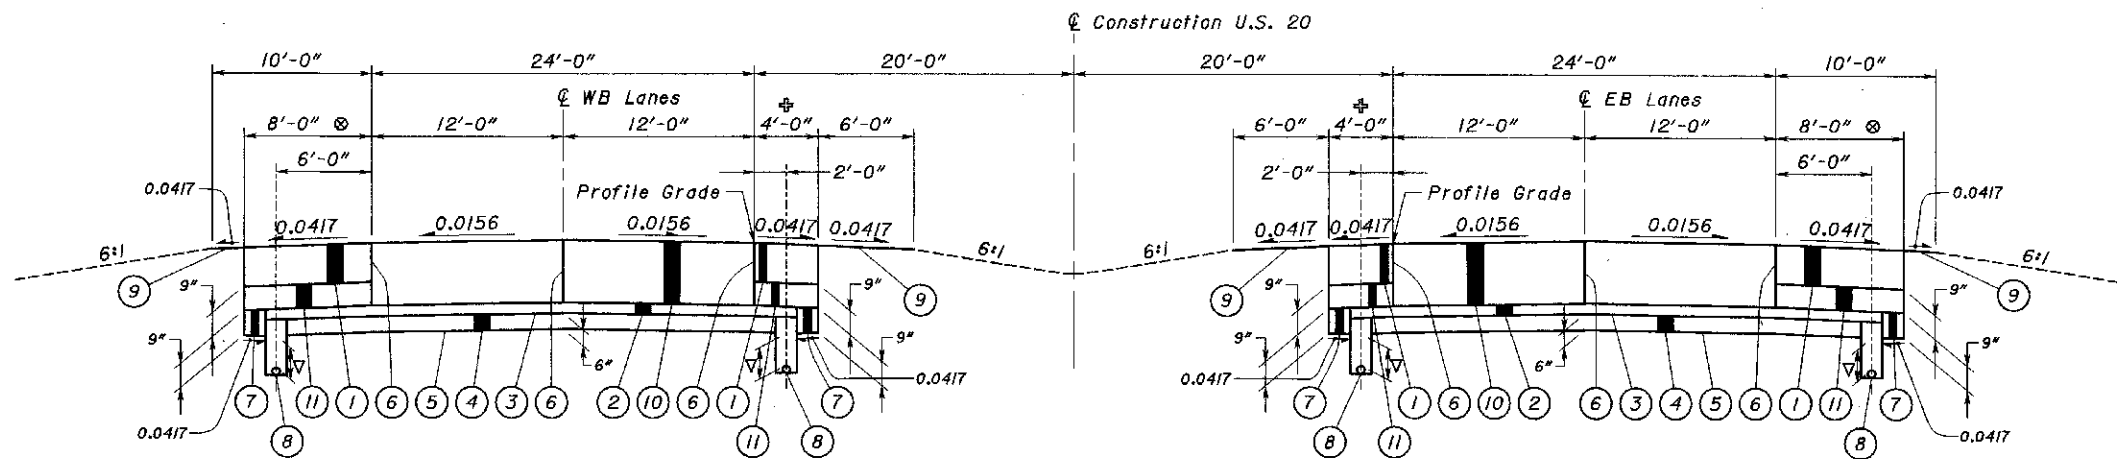 ℄ Construction U.S. 20
10'-0" 24'-0" 20'-0" 20'-0" 24'-0" 10'-0"
℄ WB Lanes ℄ EB Lanes
8'-0" ⊗ 12'-0" 12'-0" 4'-0" 6'-0" 6'-0" 4'-0" 12'-0" 12'-0" 8'-0" ⊗
6'-0" 2'-0" 2'-0" 6'-0"
0.0417 Profile Grade Profile Grade 0.0417
0.0417 0.0156 0.0156 0.0417 0.0417 0.0417 0.0417 0.0156 0.0156 0.0417
6:1 6:1 6:1 6:1
9 9" 9" 9 9 9" 9" 9
9" 6" 9" 9" 6" 9"
0.0417 0.0417
7 11 1 6 5 4 3 6 2 10 6 1 7 7 1 6 10 2 6 3 4 5 6 1 11 7
0.0417 8 11 8 8 11 8 0.0417